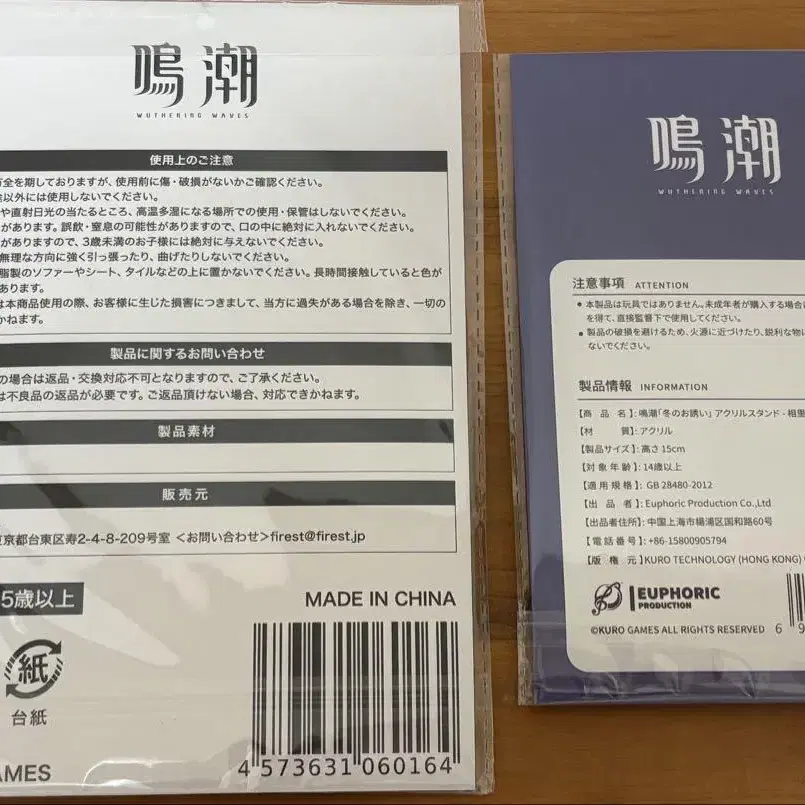 鳴潮
WUTHERING WAVES
使用上のご注意
全を期しておりますが、使用前に傷・破損がないかご確認ください。
以外には使用しないでください。
や直射日光の当たるところ、高温多湿になる場所での使用・保管はしないでください。
があります。誤飲・窒息の可能性がありますので、口の中に絶対に入れないでください。
がありますので、3歳未満のお子様には絶対に与えないでください。
無理な方向に強く引っ張ったり、曲げたりしないでください。
脂製のソファーやシート、タイルなどの上に置かないでください。長時間接触していると色が
あります。
は本商品使用の際、お客様に生じた損害につきまして、当方に過失がある場合を除き、一切の
かねます。
製品に関するお問い合わせ
の場合は返品・交換対応不可となりますので、ご了承ください。
は不良品の返品が必要です。ご返品頂けない場合、対応できかねます。
製品素材
販売元
京都台東区寿2-4-8-209号室 <お問い合わせ>firest@firest.jp
5歳以上
MADE IN CHINA
紙
台紙
AMES
4 573631 060164
鳴潮
WUTHERING WAVES
注意事項 ATTENTION
● 本製品は玩具ではありません。未成年者が購入する場合
を得て、直接監督下で使用してください。
● 製品の破損を避けるため、火源に近づけたり、鋭利な物に
ないでください。
製品情報 INFORMATION
【商 品 名】: 鳴潮「冬のお誘い」アクリルスタンド - 相里
【材 質】: アクリル
【製品サイズ】: 高さ15cm
【対象年齢】: 14歳以上
【適用規格】: GB 28480-2012
【出 品 者】: Euphoric Production Co.,Ltd
【出品者住所】: 中国上海市楊浦区国和路60号
【電話番号】: +86-15800905794
【版 権 元】: KURO TECHNOLOGY (HONG KONG)
EUPHORIC
PRODUCTION
©KURO GAMES ALL RIGHTS RESERVED
6 9